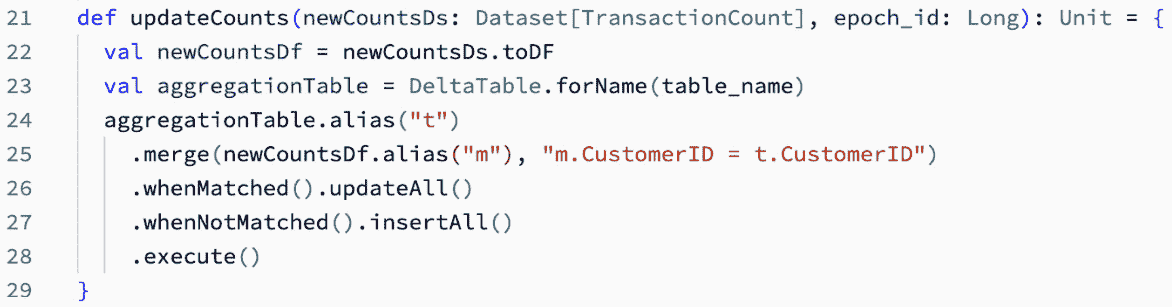 21 def updateCounts(newCountsDs: Dataset[TransactionCount], epoch_id: Long): Unit = {
22 val newCountsDf = newCountsDs.toDF
23 val aggregationTable = DeltaTable.forName(table_name)
24 aggregationTable.alias("t")
25 .merge(newCountsDf.alias("m"), "m.CustomerID = t.CustomerID")
26 .whenMatched().updateAll()
27 .whenNotMatched().insertAll()
28 .execute()
29 }